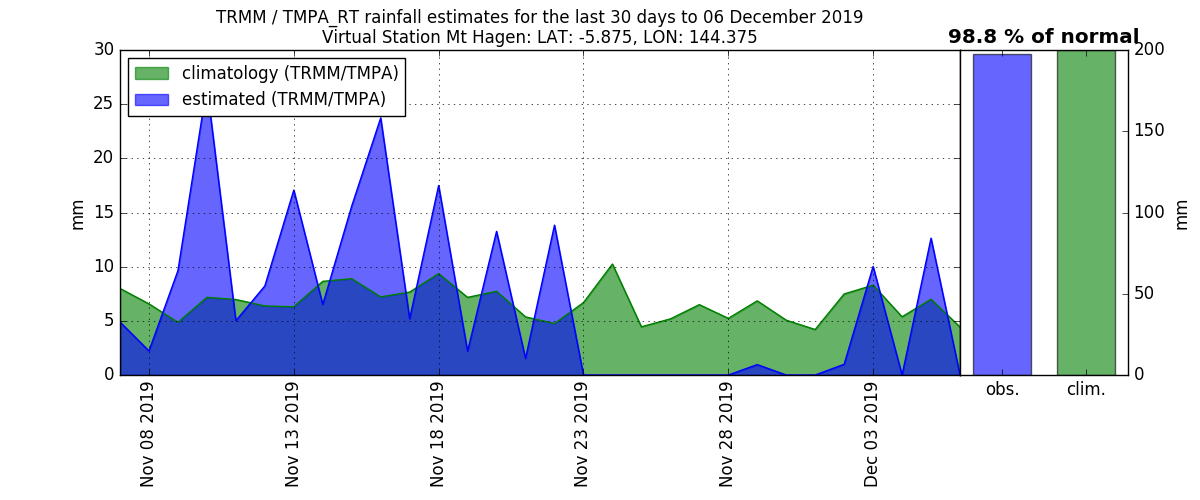 TRMM / TMPA_RT rainfall estimates for the last 30 days to 06 December 2019
Virtual Station Mt Hagen: LAT: -5.875, LON: 144.375
98.8 % of normal
climatology (TRMM/TMPA)
estimated (TRMM/TMPA)
30
25
20
15
10
5
0
mm
Nov 08 2019
Nov 13 2019
Nov 18 2019
Nov 23 2019
Nov 28 2019
Dec 03 2019
obs.
clim.
200
150
100
50
0
mm